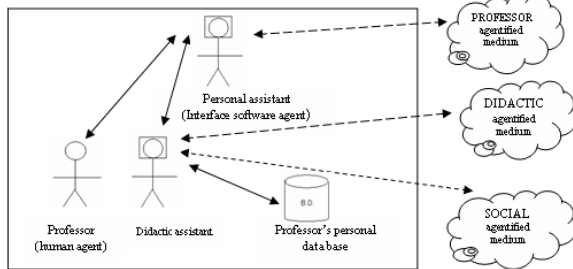 PROFESSOR
agentified
medium
Personal assistant
(Interface software agent)
DIDACTIC
agentified
medium
B.D.
Professor
(human agent)
Didactic assistant
Professor's personal
data base
SOCIAL
agentified
medium